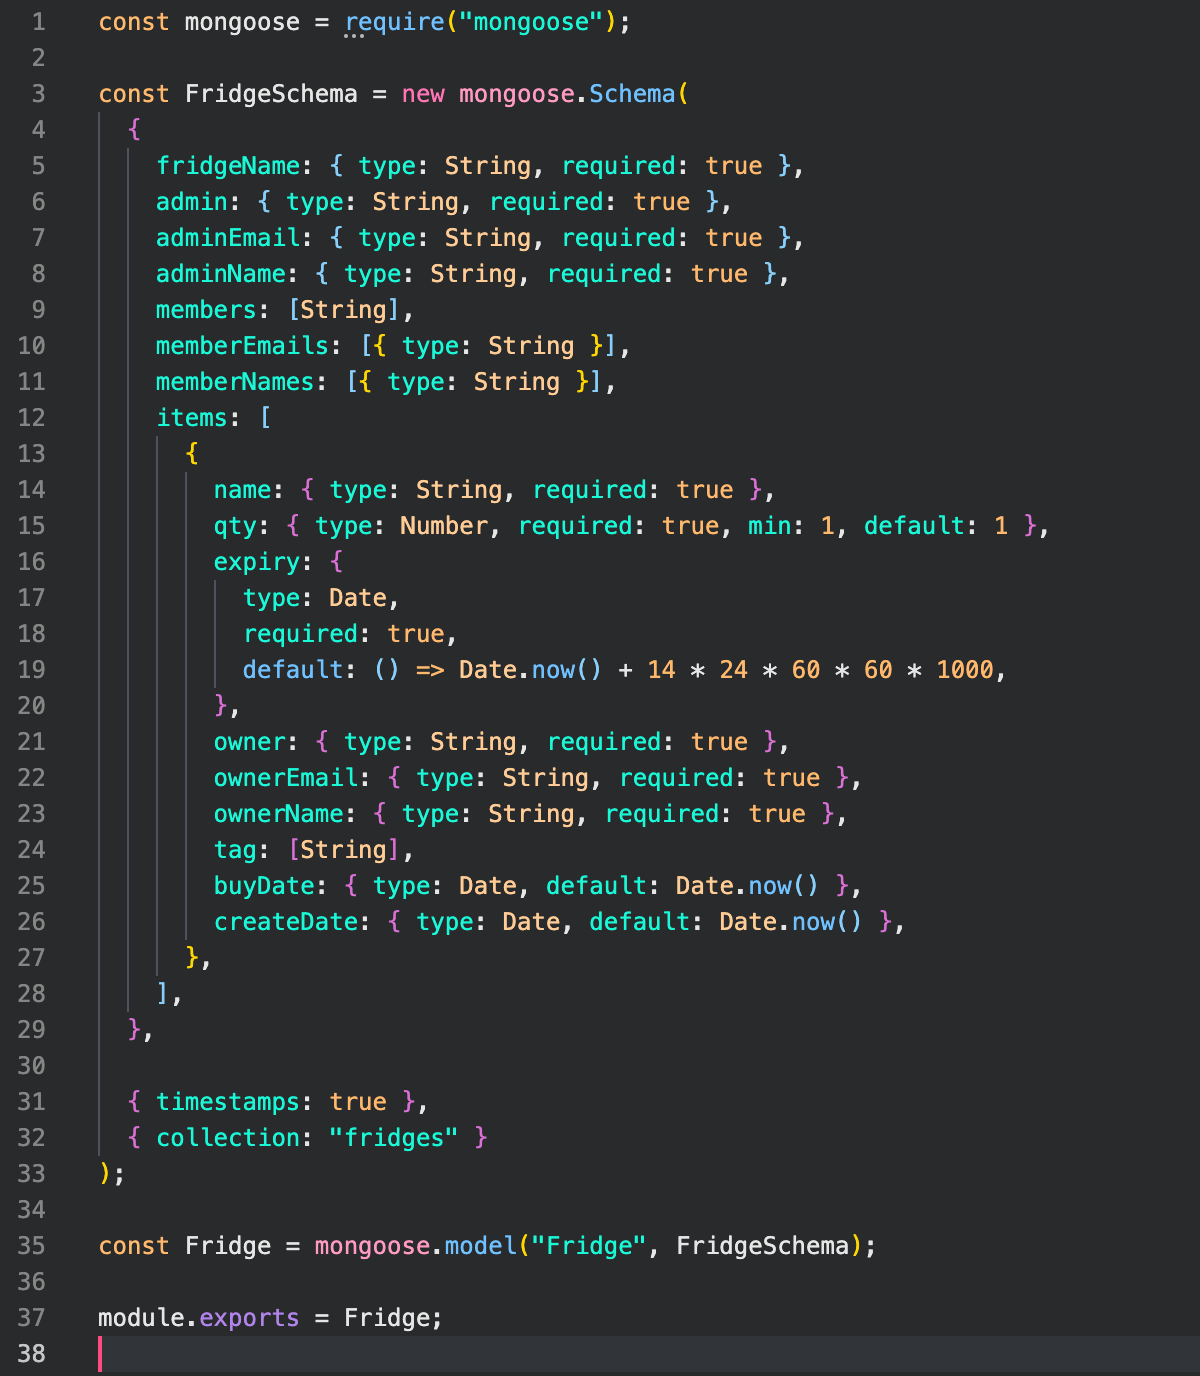 1 const mongoose = require("mongoose");
2
3 const FridgeSchema = new mongoose.Schema(
4   {
5     fridgeName: { type: String, required: true },
6     admin: { type: String, required: true },
7     adminEmail: { type: String, required: true },
8     adminName: { type: String, required: true },
9     members: [String],
10     memberEmails: [{ type: String }],
11     memberNames: [{ type: String }],
12     items: [
13       {
14         name: { type: String, required: true },
15         qty: { type: Number, required: true, min: 1, default: 1 },
16         expiry: {
17           type: Date,
18           required: true,
19           default: () => Date.now() + 14 * 24 * 60 * 60 * 1000,
20         },
21         owner: { type: String, required: true },
22         ownerEmail: { type: String, required: true },
23         ownerName: { type: String, required: true },
24         tag: [String],
25         buyDate: { type: Date, default: Date.now() },
26         createDate: { type: Date, default: Date.now() },
27       },
28     ],
29   },
30
31   { timestamps: true },
32   { collection: "fridges" }
33 );
34
35 const Fridge = mongoose.model("Fridge", FridgeSchema);
36
37 module.exports = Fridge;
38